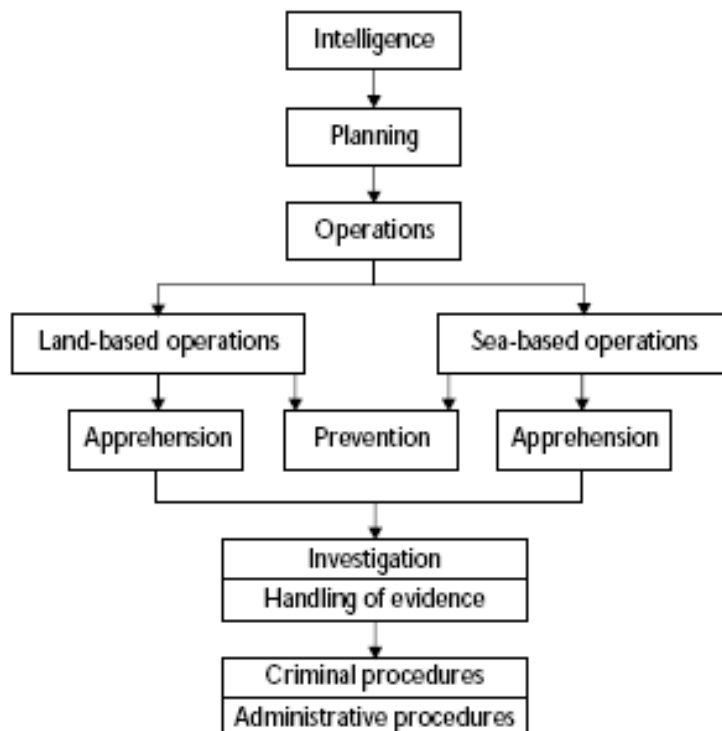 Intelligence
Planning
Operations
Land-based operations
Sea-based operations
Apprehension
Prevention
Apprehension
Investigation
Handling of evidence
Criminal procedures
Administrative procedures